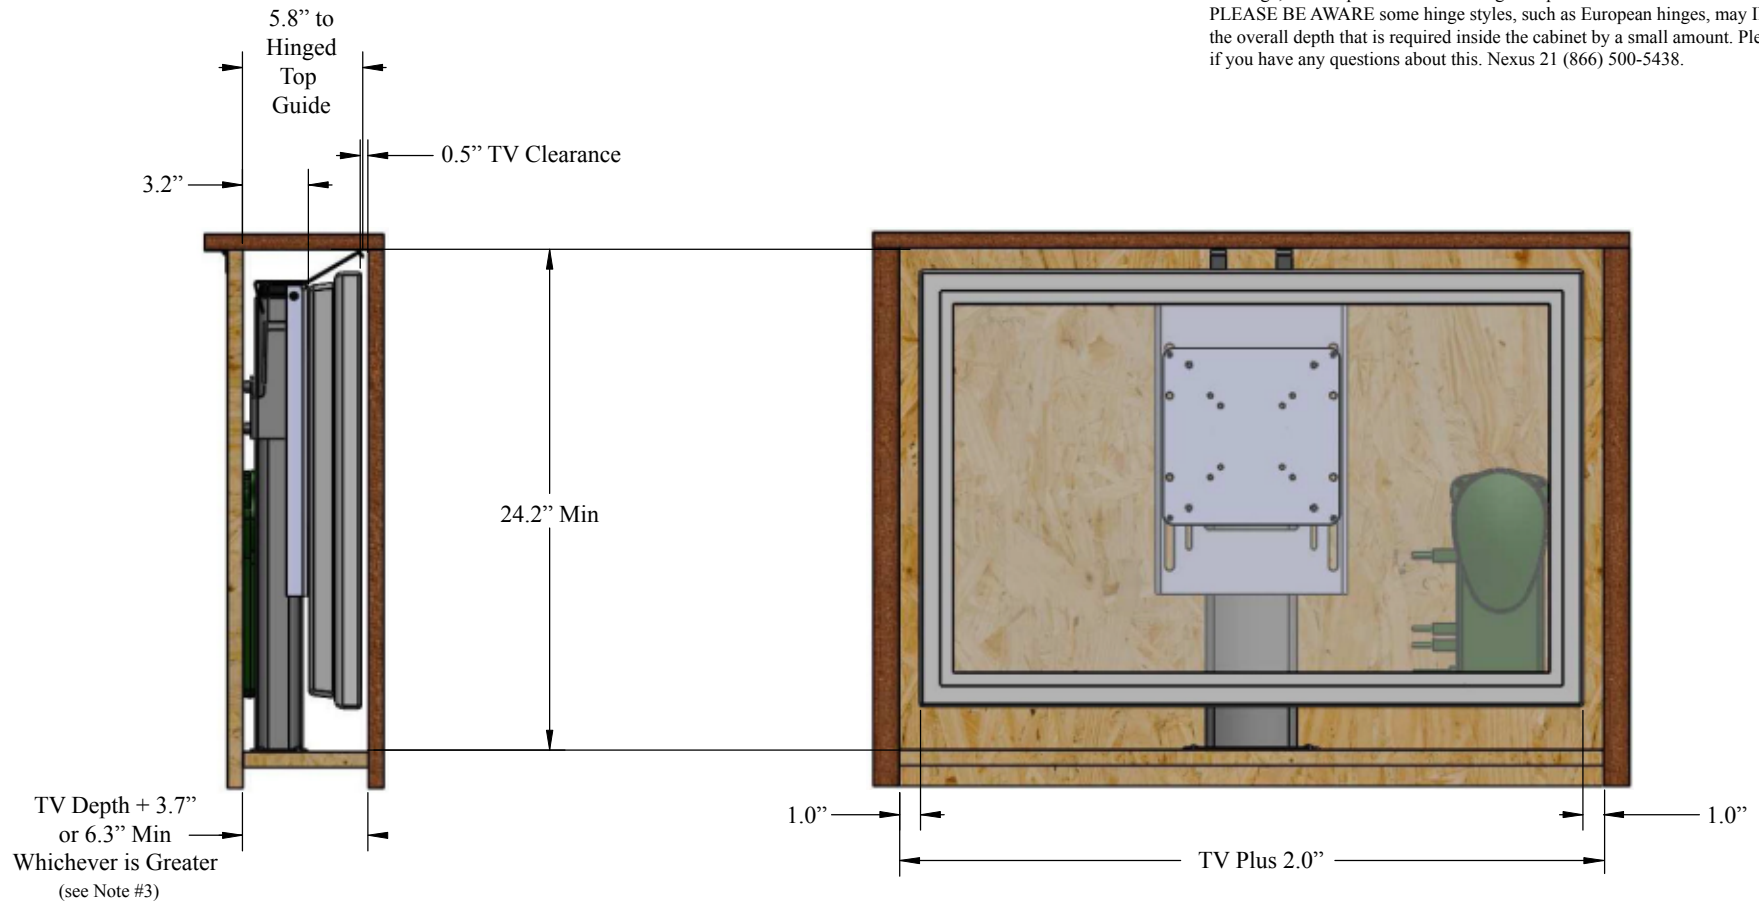 PLEASE BE AWARE some hinge styles, such as European hinges, may
the overall depth that is required inside the cabinet by a small amount.
if you have any questions about this. Nexus 21 (866) 500-5438.
5.8” to
Hinged
Top
Guide
0.5” TV Clearance
3.2”
24.2” Min
TV Depth + 3.7”
or 6.3” Min
Whichever is Greater
(see Note #3)
1.0”
1.0”
TV Plus 2.0”